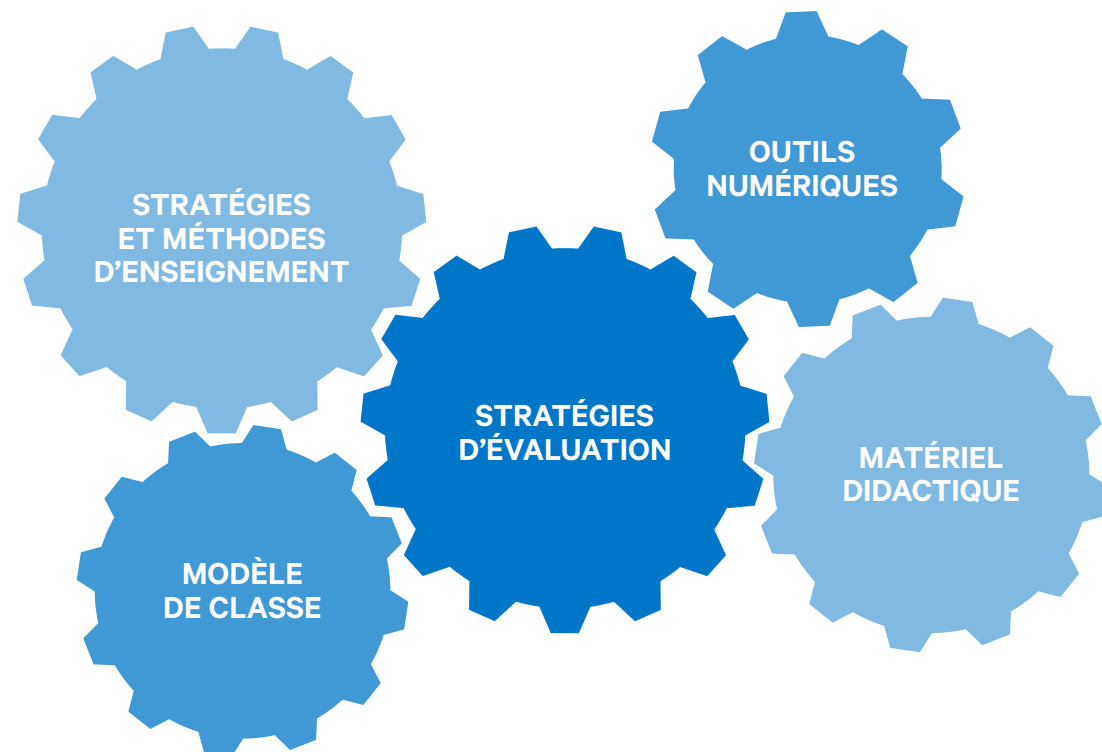 STRATÉGIES
ET MÉTHODES
D’ENSEIGNEMENT
OUTILS
NUMÉRIQUES
STRATÉGIES
D’ÉVALUATION
MATÉRIEL
DIDACTIQUE
MODÈLE
DE CLASSE